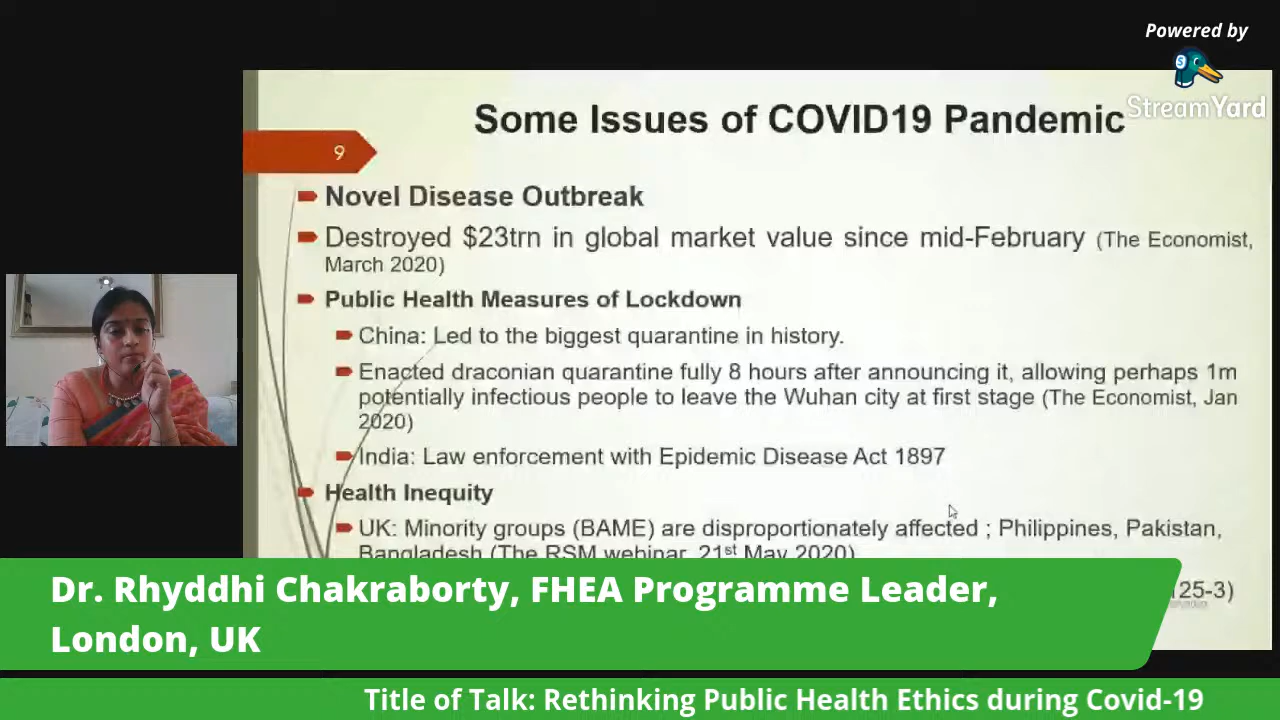 Powered by
StreamYard
Some Issues of COVID19 Pandemic
9
Novel Disease Outbreak
Destroyed $23trn in global market value since mid-February (The Economist,
March 2020)
Public Health Measures of Lockdown
China: Led to the biggest quarantine in history.
Enacted draconian quarantine fully 8 hours after announcing it, allowing perhaps 1m
potentially infectious people to leave the Wuhan city at first stage (The Economist, Jan
2020)
India: Law enforcement with Epidemic Disease Act 1897
Health Inequity
UK: Minority groups (BAME) are disproportionately affected ; Philippines, Pakistan,
Bangladesh (The RSM webinar, 21st May 2020)
125-3)
Dr. Rhyddhi Chakraborty, FHEA Programme Leader,
London, UK
Title of Talk: Rethinking Public Health Ethics during Covid-19